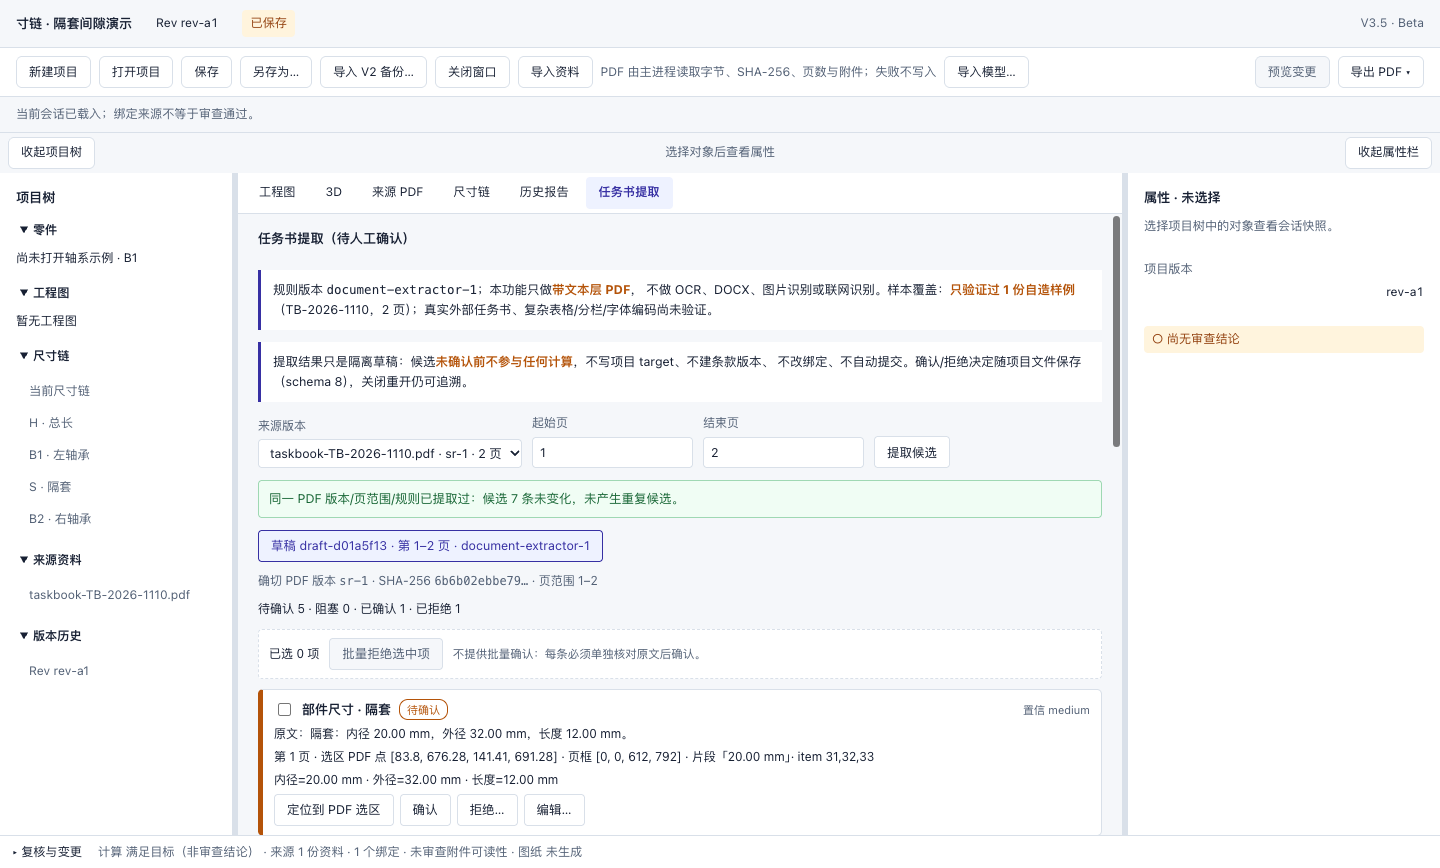 寸链 · 隔套间隙演示 Rev rev-a1 已保存 V3.5 · Beta
新建项目 打开项目 保存 另存为... 导入 V2 备份... 关闭窗口 导入资料 PDF 由主进程读取字节、SHA-256、页数与附件；失败不写入 导入模型... 预览变更 导出 PDF ▾
当前会话已载入；绑定来源不等于审查通过。
收起项目树 选择对象后查看属性 收起属性栏
项目树
▼ 零件
尚未打开轴系示例 · B1
▼ 工程图
暂无工程图
▼ 尺寸链
当前尺寸链
H · 总长
B1 · 左轴承
S · 隔套
B2 · 右轴承
▼ 来源资料
taskbook-TB-2026-1110.pdf
▼ 版本历史
Rev rev-a1
工程图 3D 来源 PDF 尺寸链 历史报告 任务书提取
任务书提取（待人工确认）
规则版本 document-extractor-1；本功能只做带文本层 PDF， 不做 OCR、DOCX、图片识别或联网识别。样本覆盖：只验证过 1 份自造样例
（TB-2026-1110，2 页）；真实外部任务书、复杂表格/分栏/字体编码尚未验证。
提取结果只是隔离草稿：候选未确认前不参与任何计算，不写项目 target、不建条款版本、 不改绑定、不自动提交。确认/拒绝决定随项目文件保存
（schema 8），关闭重开仍可追溯。
来源版本 起始页 结束页
taskbook-TB-2026-1110.pdf · sr-1 · 2 页 1 2 提取候选
同一 PDF 版本/页范围/规则已提取过：候选 7 条未变化，未产生重复候选。
草稿 draft-d01a5f13 · 第 1–2 页 · document-extractor-1
确切 PDF 版本 sr-1 · SHA-256 6b6b02ebbe79… · 页范围 1–2
待确认 5 · 阻塞 0 · 已确认 1 · 已拒绝 1
已选 0 项 批量拒绝选中项 不提供批量确认：每条必须单独核对原文后确认。
部件尺寸 · 隔套 待确认 置信 medium
原文：隔套：内径 20.00 mm，外径 32.00 mm，长度 12.00 mm。
第 1 页 · 选区 PDF 点 [83.8, 676.28, 141.41, 691.28] · 页框 [0, 0, 612, 792] · 片段「20.00 mm」· item 31,32,33
内径=20.00 mm · 外径=32.00 mm · 长度=12.00 mm
定位到 PDF 选区 确认 拒绝... 编辑...
属性 · 未选择
选择项目树中的对象查看会话快照。
项目版本
rev-a1
尚无审查结论
▸ 复核与变更 计算 满足目标（非审查结论） · 来源 1 份资料 · 1 个绑定 · 未审查附件可读性 · 图纸 未生成